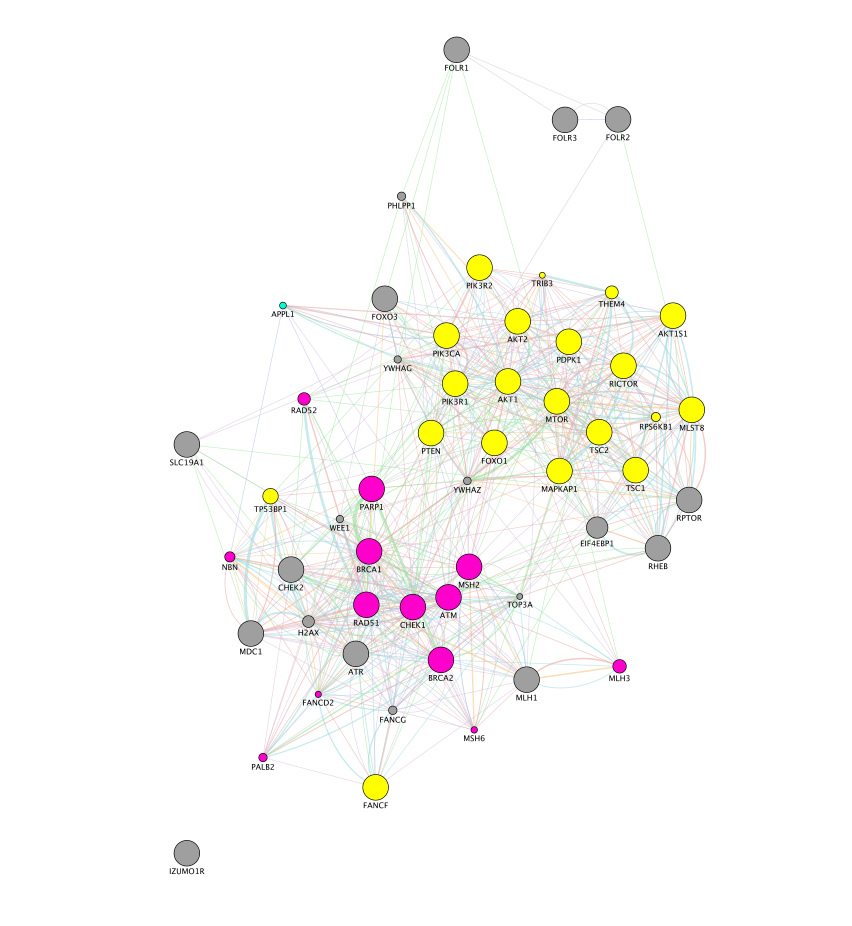 FOLR1
FOLR3
FOLR2
PHLPP1
PIK3R2
TRIB3
THEM4
APPL1
FOXO3
AKT2
AKT1S1
PIK3CA
PDPK1
YWHAG
RICTOR
PIK3R1
AKT1
RAD52
MTOR
RPS6KB1
MLST8
PTEN
FOXO1
TSC2
SLC19A1
MAPKAP1
TSC1
YWHAZ
PARP1
TP53BP1
RPTOR
WEE1
EIF4EBP1
BRCA1
RHEB
NBN
CHEK2
MSH2
RAD51
CHEK1
ATM
TOP3A
H2AX
MDC1
ATR
BRCA2
MLH3
MLH1
FANCD2
FANCG
MSH6
PALB2
FANCF
IZUMO1R